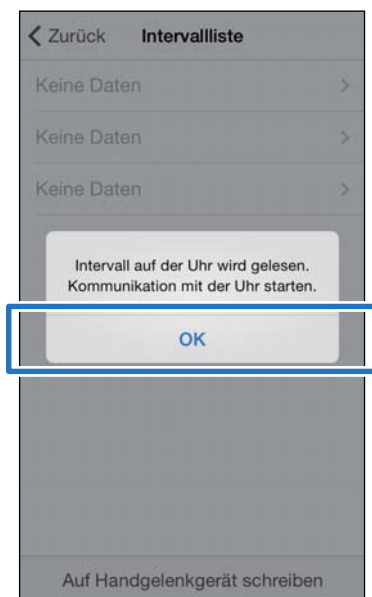 Zurück Intervallliste
Keine Daten
Keine Daten
Keine Daten
Intervall auf der Uhr wird gelesen.
Kommunikation mit der Uhr starten.
OK
Auf Handgelenkgerät schreiben